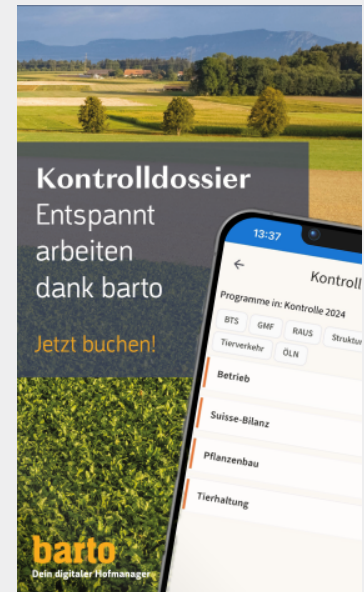 Kontrolldossier
Entspannt
arbeiten
dank barto
Jetzt buchen!
13:37
←
Kontroll
Programme in: Kontrolle 2024
BTS GMF RAUS Struktur
Tierverkehr ÖLN
Betrieb
Suisse-Bilanz
Pflanzenbau
Tierhaltung
barto
Dein digitaler Hofmanager